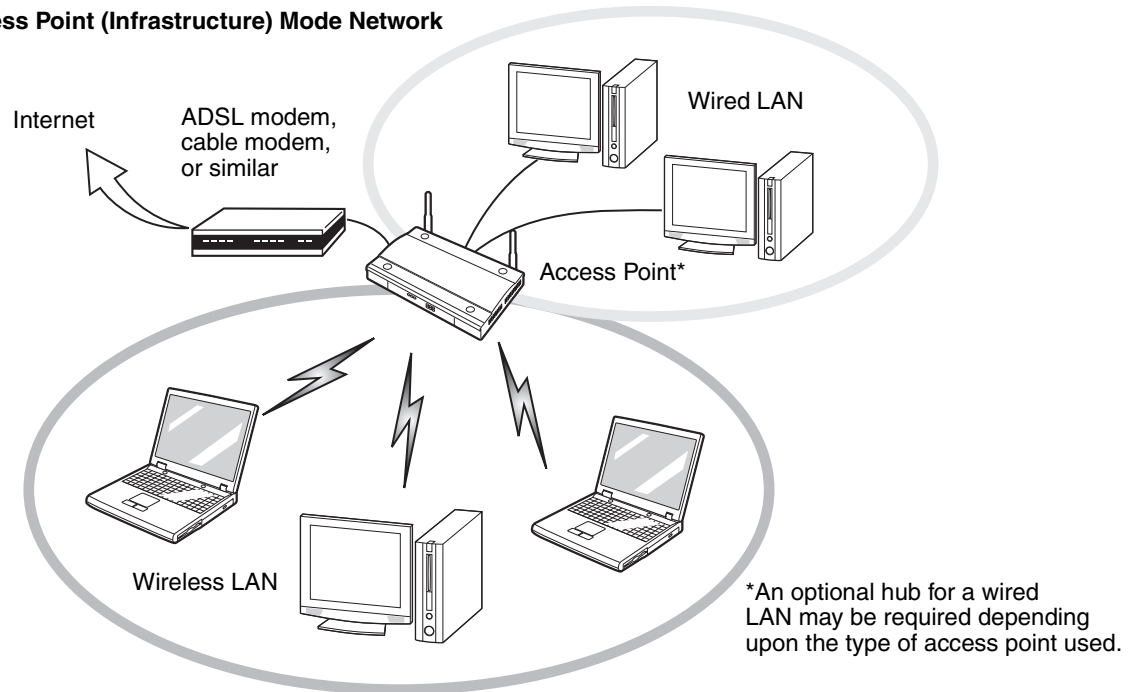 ess Point (Infrastructure) Mode Network
Internet
ADSL modem,
cable modem,
or similar
Wired LAN
Access Point*
Wireless LAN
*An optional hub for a wired
LAN may be required depending
upon the type of access point used.